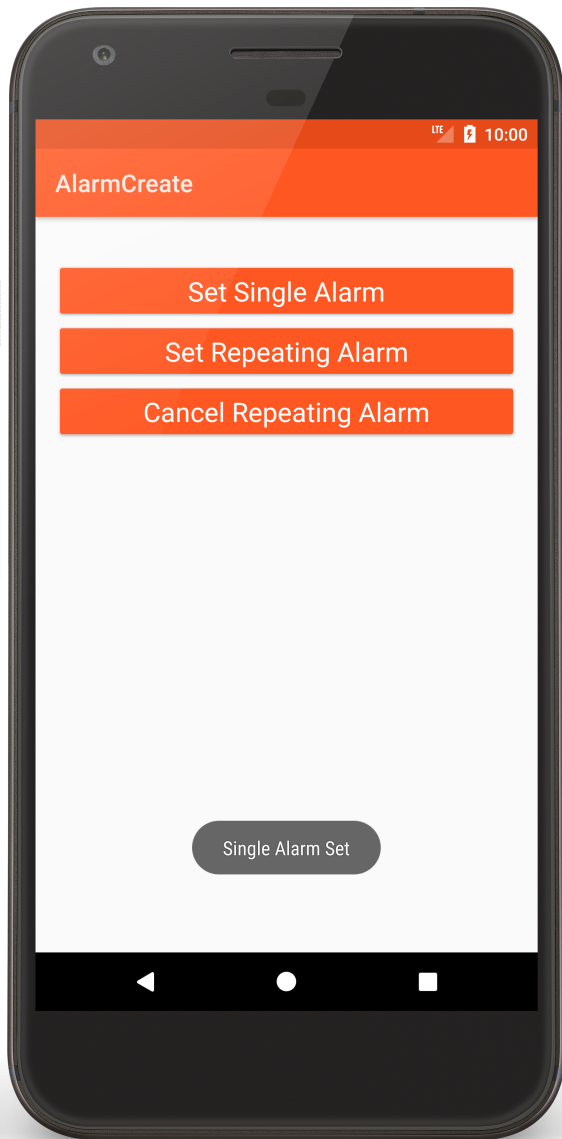 LTE 10:00
AlarmCreate
Set Single Alarm
Set Repeating Alarm
Cancel Repeating Alarm
Single Alarm Set